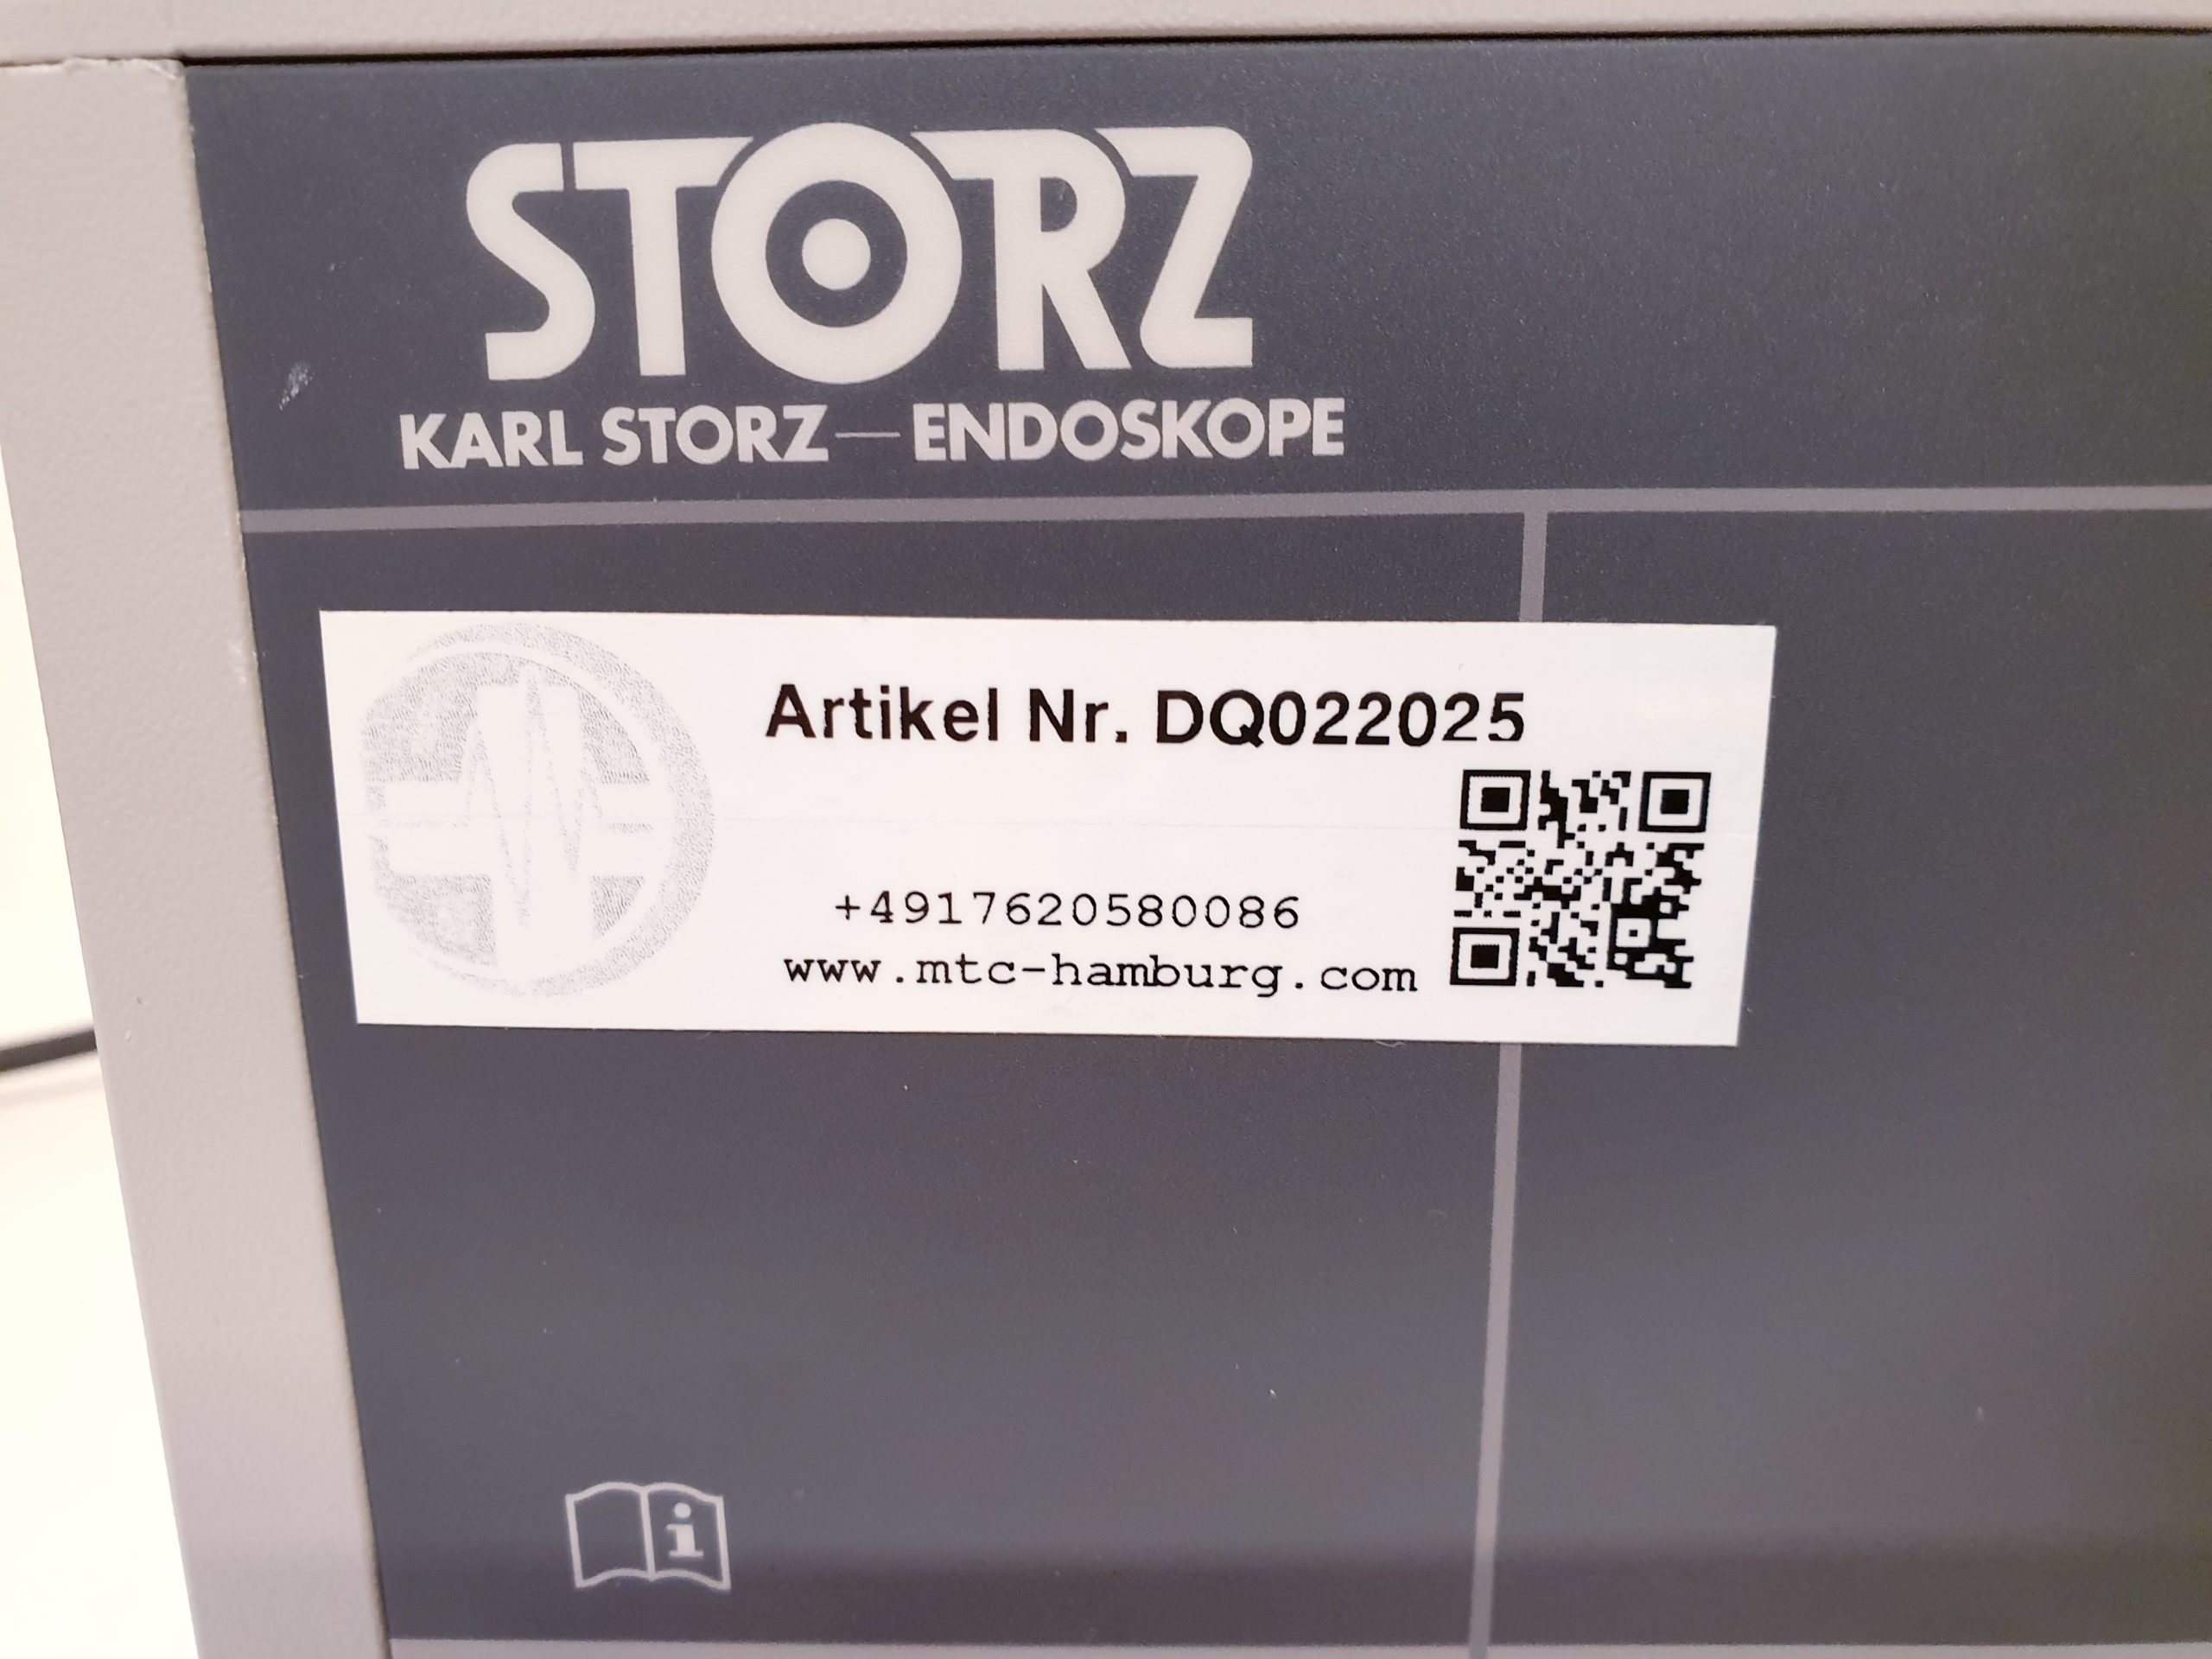 STORZ
KARL STORZ—ENDOSKOPE
Artikel Nr. DQ022025
+4917620580086
www.mtc-hamburg.com
i